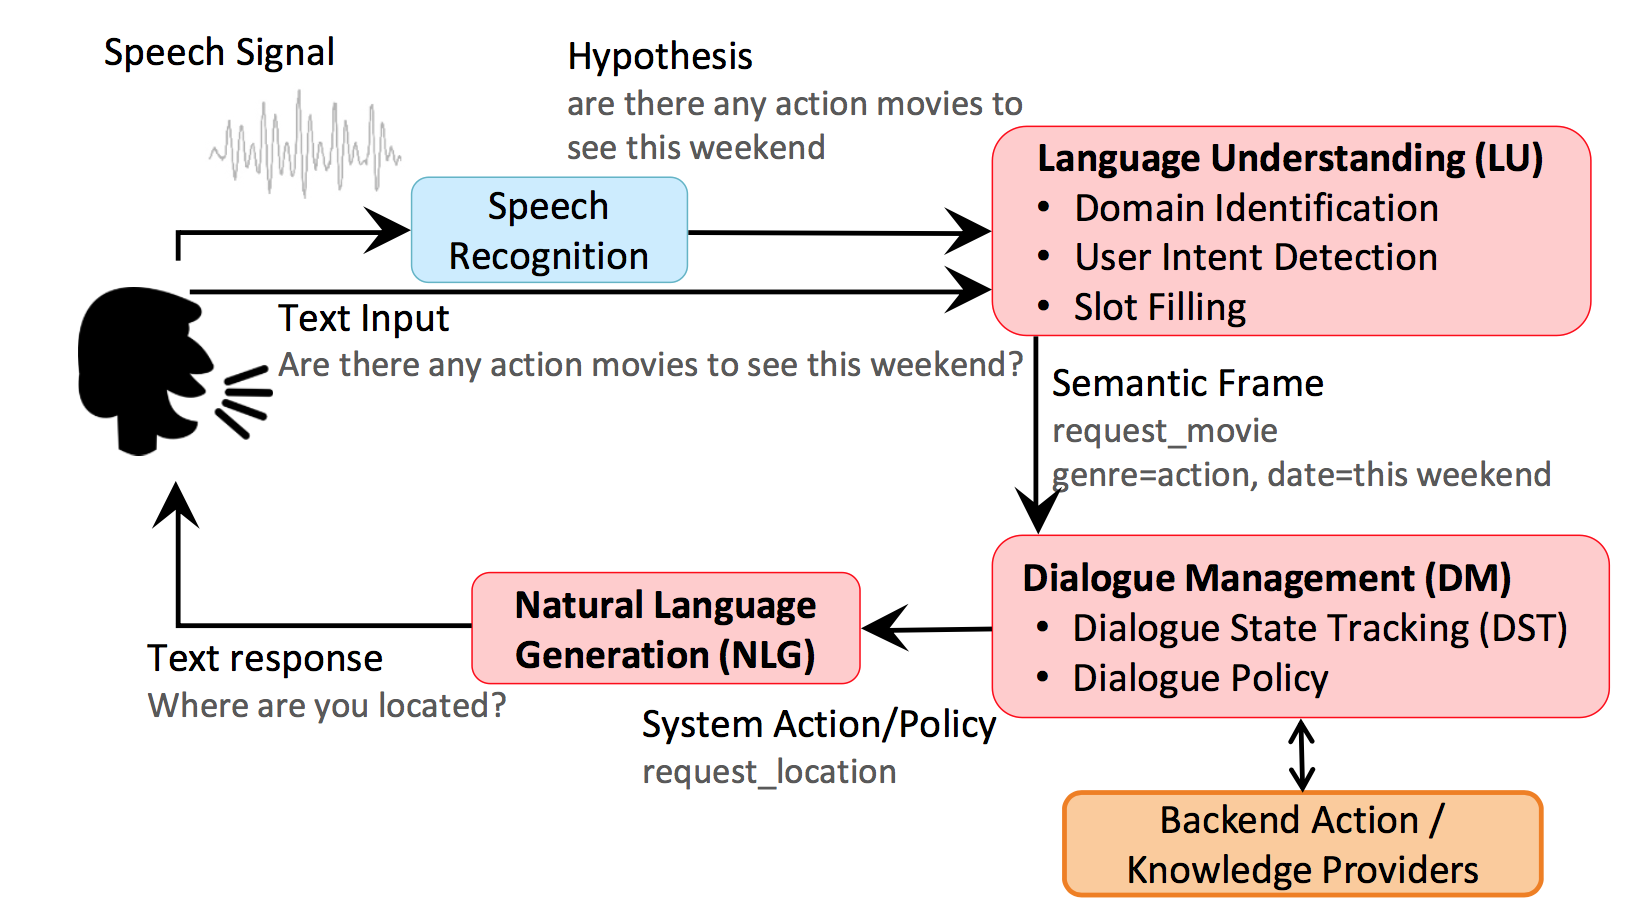 Speech Signal
Hypothesis
are there any action movies to
see this weekend
Speech
Recognition
Language Understanding (LU)
• Domain Identification
• User Intent Detection
• Slot Filling
Text Input
Are there any action movies to see this weekend?
Semantic Frame
request_movie
genre=action, date=this weekend
Dialogue Management (DM)
• Dialogue State Tracking (DST)
• Dialogue Policy
Natural Language
Generation (NLG)
Text response
Where are you located?
System Action/Policy
request_location
Backend Action /
Knowledge Providers